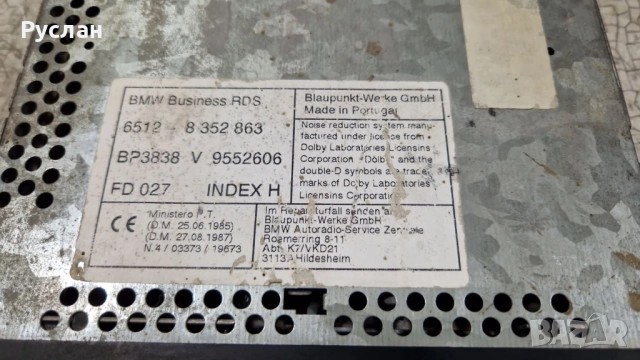 Руслан
BMW Business RDS
6512 - 8 352 863
BP3838 V 9552606
FD 027 INDEX H
Blaupunkt-Werke GmbH
Made in Portugal
Noise reduction system manu-
factured under licence from
Dolby Laboratories Licensing
Corporation. "Dolby" and the
double-D symbols are trade
marks of Dolby Laboratories
Licensing Corporation.
CE
Ministero P.T.
(D.M. 25.06.1985)
(D.M. 27.08.1987)
N.4 / 03373 / 19673
Im Reparaturfall senden an
Blaupunkt-Werke GmbH
BMW Autoradio-Service Zentrale
Roemerring 8-11
Abt. K7/VKD21
3113 Hildesheim
BAZAR